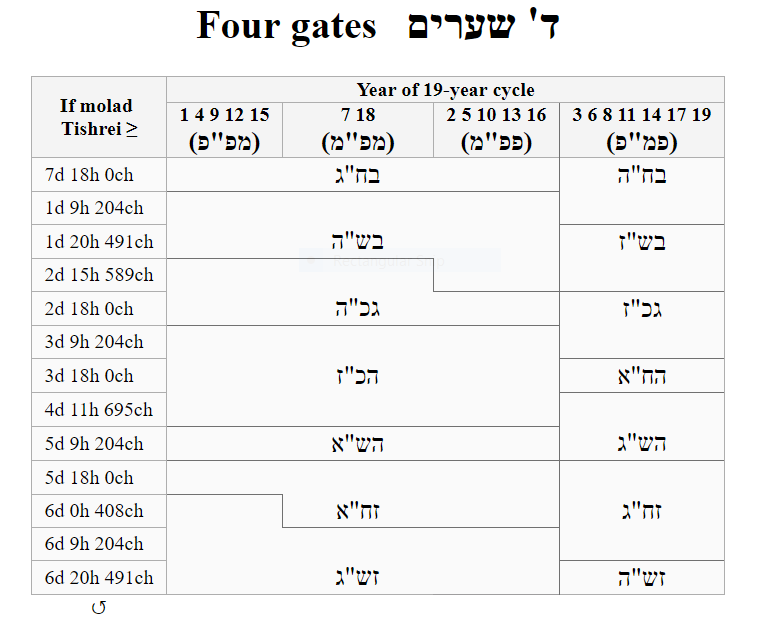 Four gates ד' שערים
If molad Tishrei ≥
Year of 19-year cycle
1 4 9 12 15 7 18 2 5 10 13 16 3 6 8 11 14 17 19
(מפ"פ) (מפ"מ) (פפ"מ) (פמ"פ)
7d 18h 0ch בח"ג בח"ה
1d 9h 204ch
1d 20h 491ch בש"ה בש"ז
2d 15h 589ch
2d 18h 0ch גכ"ה גכ"ז
3d 9h 204ch
3d 18h 0ch הכ"ז הח"א
4d 11h 695ch
5d 9h 204ch הש"א הש"ג
5d 18h 0ch
6d 0h 408ch זח"א זח"ג
6d 9h 204ch
6d 20h 491ch זש"ג זש"ה
↺